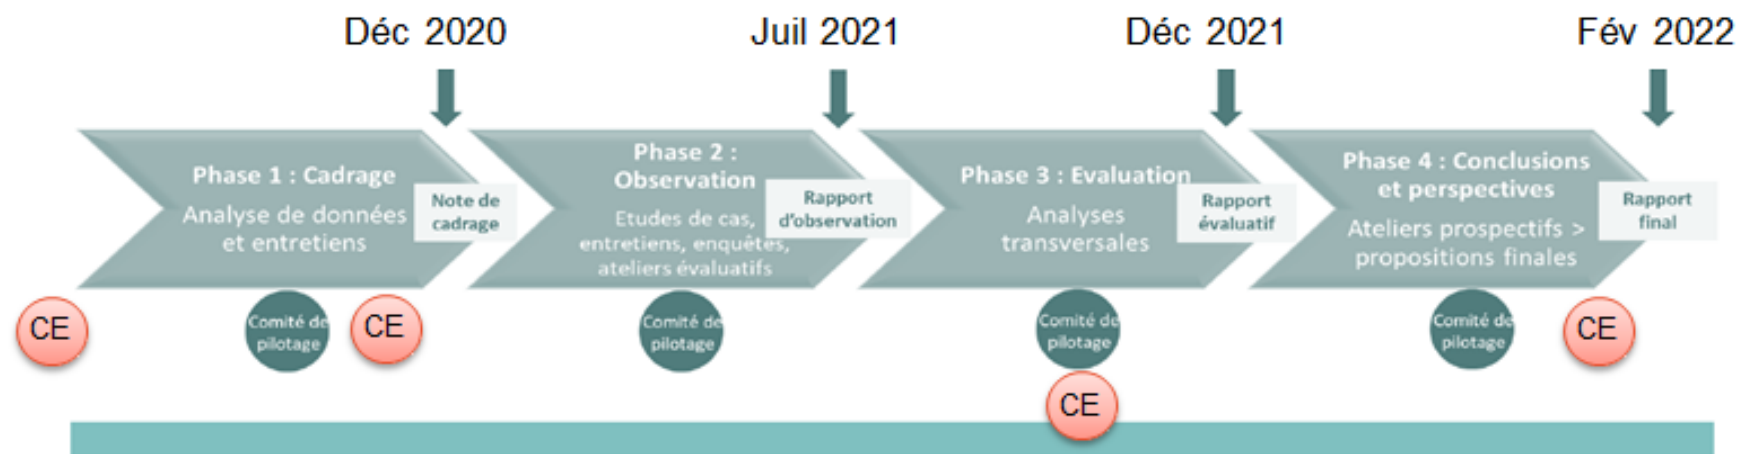 Déc 2020
Juil 2021
Déc 2021
Fév 2022
Phase 1 : Cadrage
Analyse de données
et entretiens
Note de
cadrage
Phase 2 :
Observation
Etudes de cas,
entretiens, enquêtes,
ateliers évaluatifs
Rapport
d'observation
Phase 3 : Evaluation
Analyses
transversales
Rapport
évaluatif
Phase 4 : Conclusions
et perspectives
Ateliers prospectifs >
propositions finales
Rapport
final
CE
Comité de
pilotage
CE
Comité de
pilotage
Comité de
pilotage
CE
Comité de
pilotage
CE